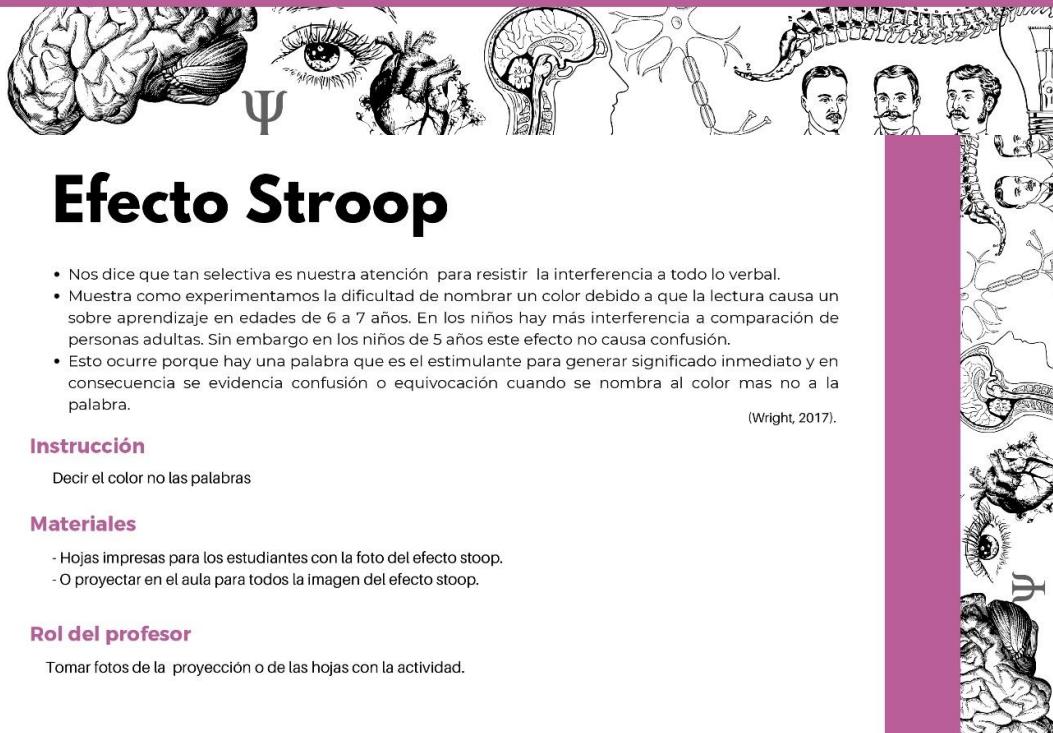 Ψ
Efecto Stroop
• Nos dice que tan selectiva es nuestra atención para resistir la interferencia a todo lo verbal.
• Muestra como experimentamos la dificultad de nombrar un color debido a que la lectura causa un
sobre aprendizaje en edades de 6 a 7 años. En los niños hay más interferencia a comparación de
personas adultas. Sin embargo en los niños de 5 años este efecto no causa confusión.
• Esto ocurre porque hay una palabra que es el estimulante para generar significado inmediato y en
consecuencia se evidencia confusión o equivocación cuando se nombra al color mas no a la
palabra.
(Wright, 2017).
Instrucción
Decir el color no las palabras
Materiales
- Hojas impresas para los estudiantes con la foto del efecto stoop.
- O proyectar en el aula para todos la imagen del efecto stoop.
Rol del profesor
Tomar fotos de la proyección o de las hojas con la actividad.
Ψ